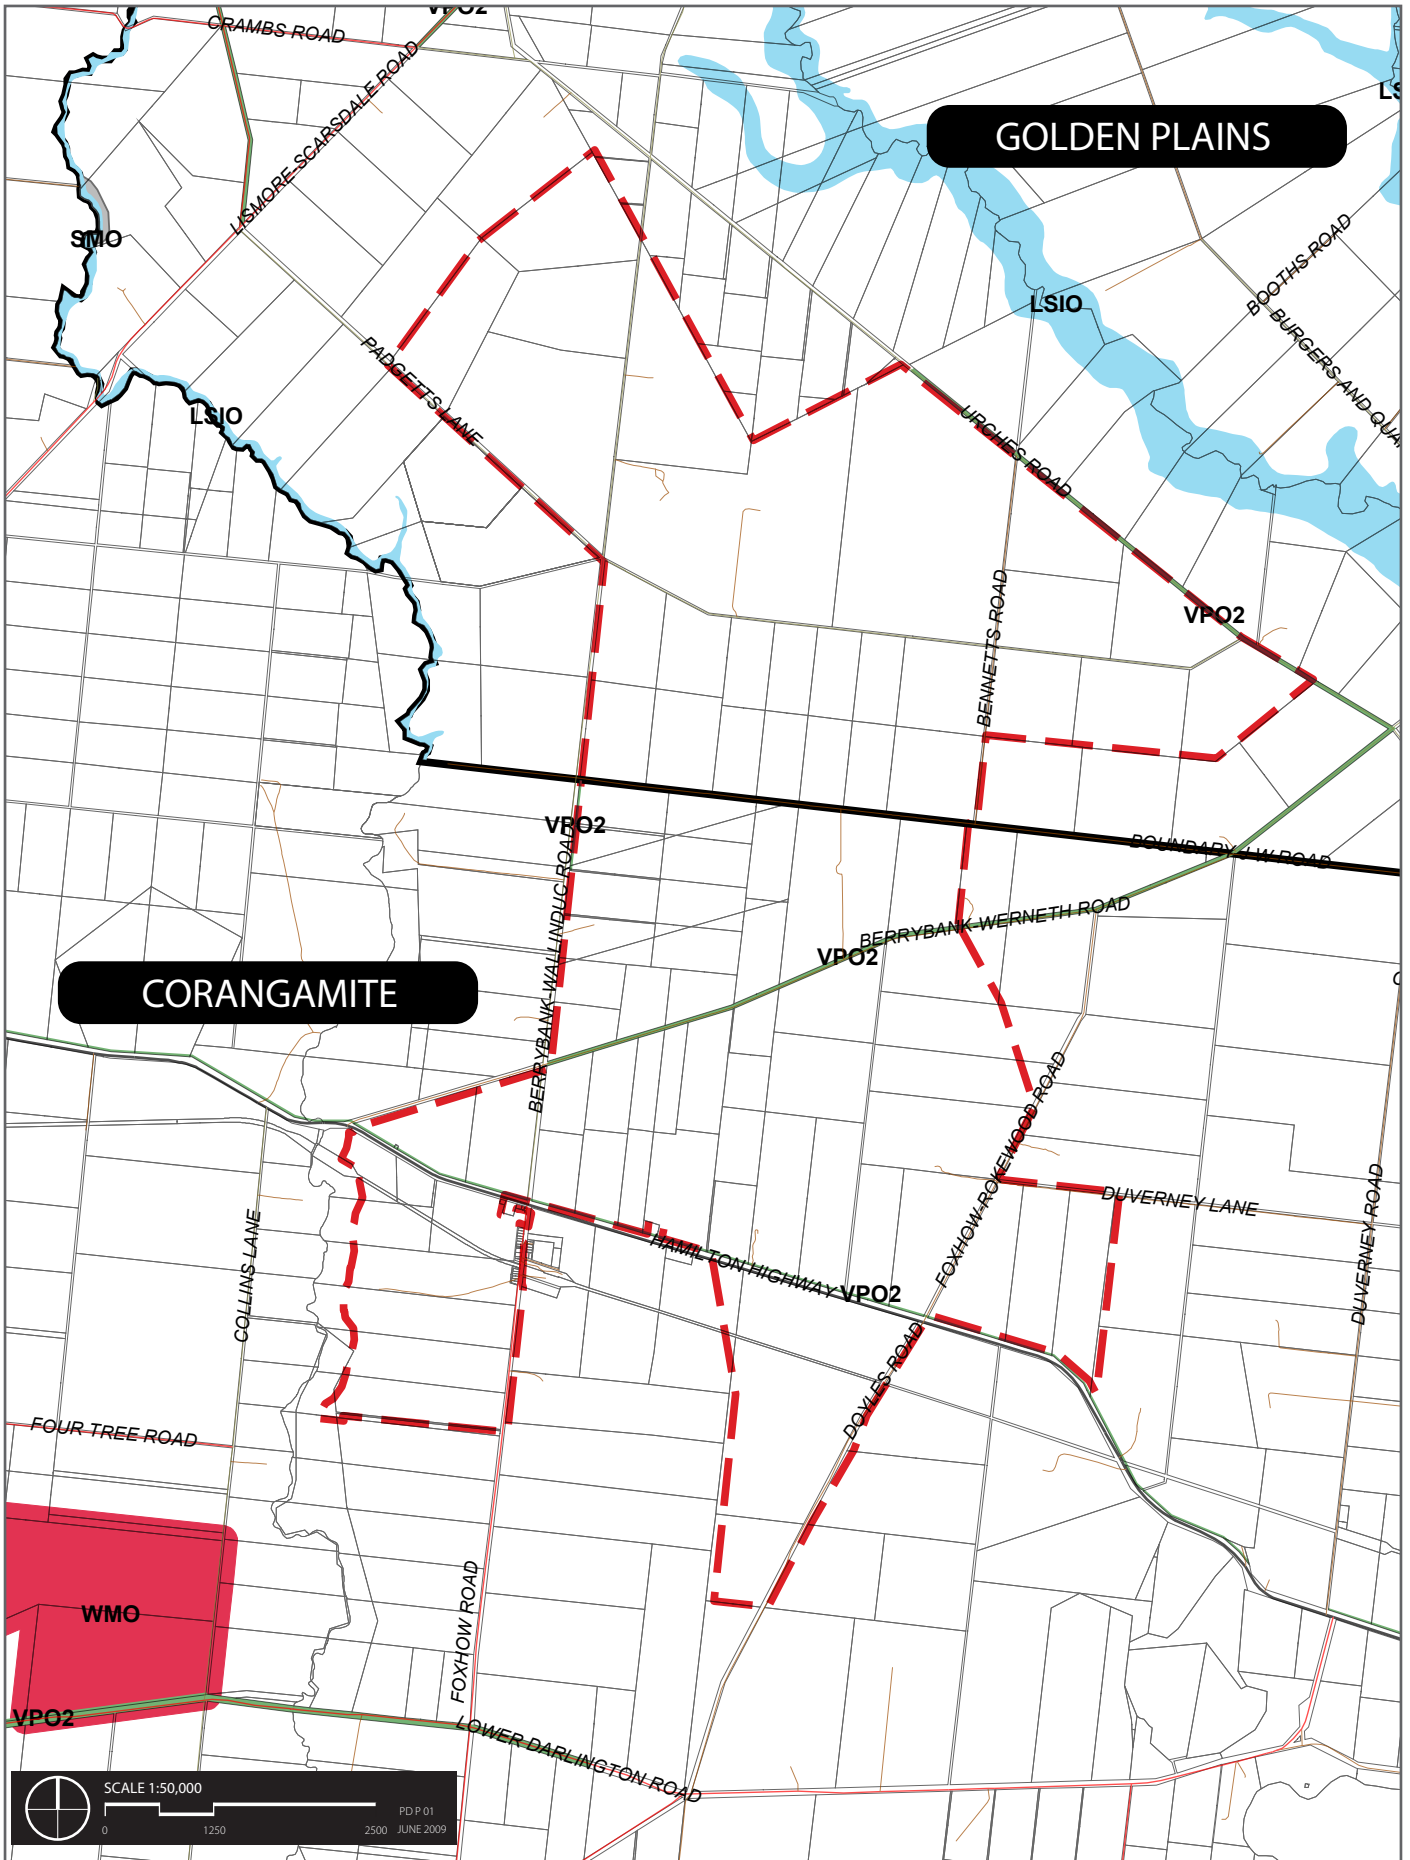 VPO2
CRAMBS ROAD
LISMORE-SCARSDALE ROAD
GOLDEN PLAINS
SMO
LSIO
BOOTHS ROAD
BURGERS AND
PADGETTS LANE
LSIO
URCHES ROAD
BENNETTS ROAD
VPO2
VPO2
BOUNDARY J W ROAD
BERRYBANK-WALLINDUC ROAD
BERRYBANK-WERNETH ROAD
VPO2
CORANGAMITE
FOXHOW-ROKEWOOD ROAD
DUVERNEY LANE
DUVERNEY ROAD
COLLINS LANE
HAMILTON HIGHWAY
VPO2
DOYLES ROAD
FOUR TREE ROAD
WMO
FOXHOW ROAD
VPO2
LOWER DARLINGTON ROAD
SCALE 1:50,000
0 1250 2500
PD P 01
JUNE 2009